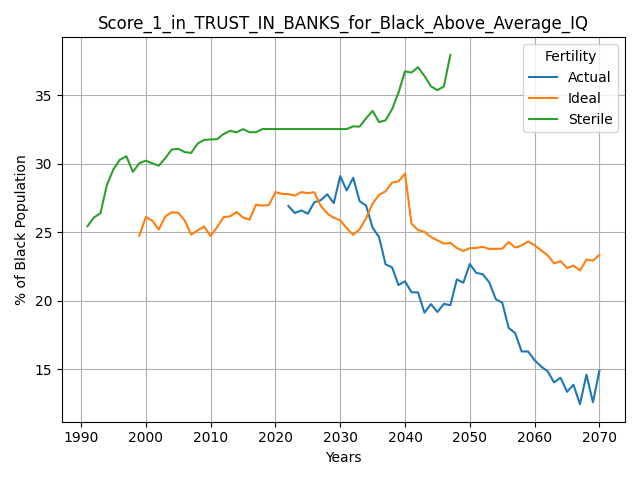 Score_1_in_TRUST_IN_BANKS_for_Black_Above_Average_IQ
Fertility
Actual
Ideal
Sterile
% of Black Population
35
30
25
20
15
1990
2000
2010
2020
2030
2040
2050
2060
2070
Years